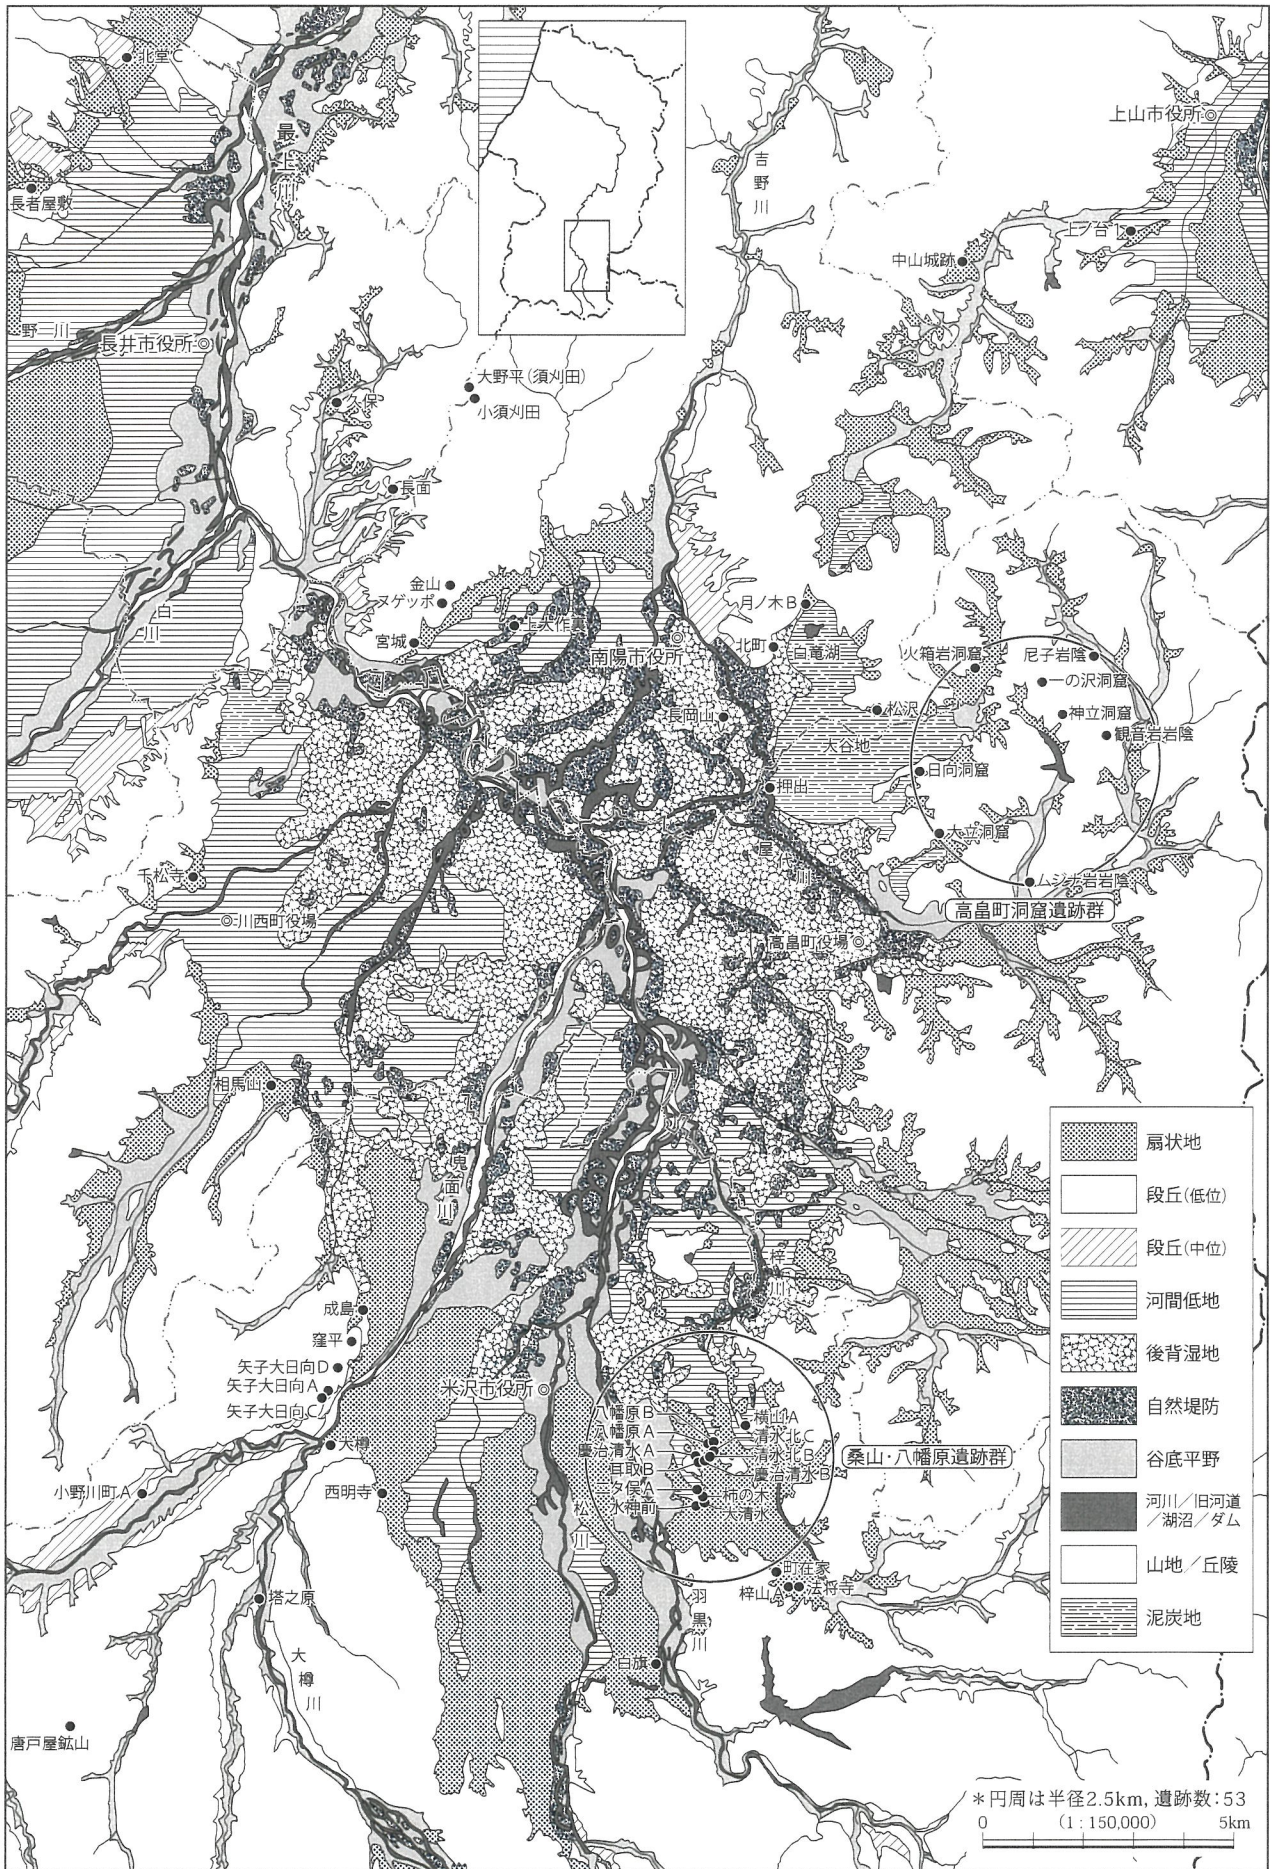 北堂C
最上川
吉野川
上山市役所
長者屋敷
上ノ台1
中山城跡
野川
長井市役所
大野平(須刈田)
小須刈田
久保
長面
白川
金山
ヌゲッポ
宮城
上大作裏
南陽市役所
月ノ木B
北町
白竜湖
火箱岩洞窟
尼子岩陰
一の沢洞窟
神立洞窟
観音岩岩陰
松沢
長岡山
大谷地
日向洞窟
押出
大立洞窟
屋代川
ムジナ岩岩陰
高畠町洞窟遺跡群
千松寺
川西町役場
高畠町役場
相馬山
鬼面川
梓川
成島
窪平
矢子大日向D
矢子大日向A
矢子大日向C
米沢市役所
八幡原B
八幡原A
慶治清水A
耳取B
二タ俣A
水神前
横山A
清水北C
清水北B
慶治清水B
柿の木
大清水
桑山・八幡原遺跡群
大樽
小野川町A
西明寺
松川
町在家
梓山A
法将寺
羽黒川
塔之原
大樽川
白旗
唐戸屋鉱山
扇状地
段丘(低位)
段丘(中位)
河間低地
後背湿地
自然堤防
谷底平野
河川/旧河道
/湖沼/ダム
山地/丘陵
泥炭地
*円周は半径2.5km, 遺跡数:53
(1:150,000)
0 5km